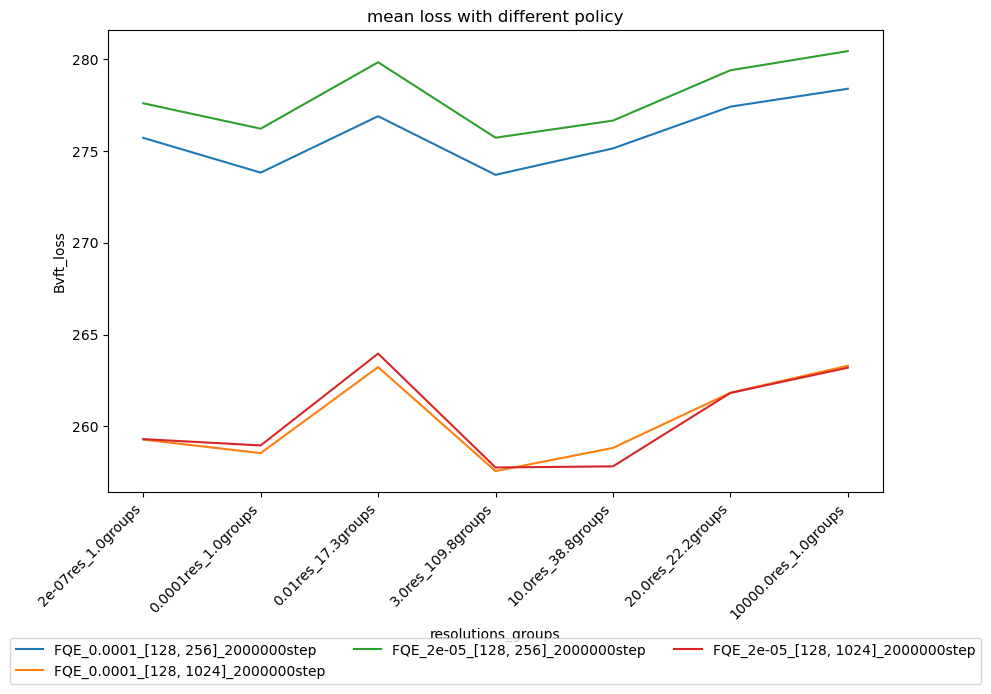 mean loss with different policy
280
275
270
265
260
Bvft_loss
2e-07res_1.0groups
0.0001res_1.0groups
0.01res_17.3groups
3.0res_109.8groups
10.0res_38.8groups
20.0res_22.2groups
10000.0res_1.0groups
resolutions_groups
FQE_0.0001_[128, 256]_2000000step
FQE_0.0001_[128, 1024]_2000000step
FQE_2e-05_[128, 256]_2000000step
FQE_2e-05_[128, 1024]_2000000step